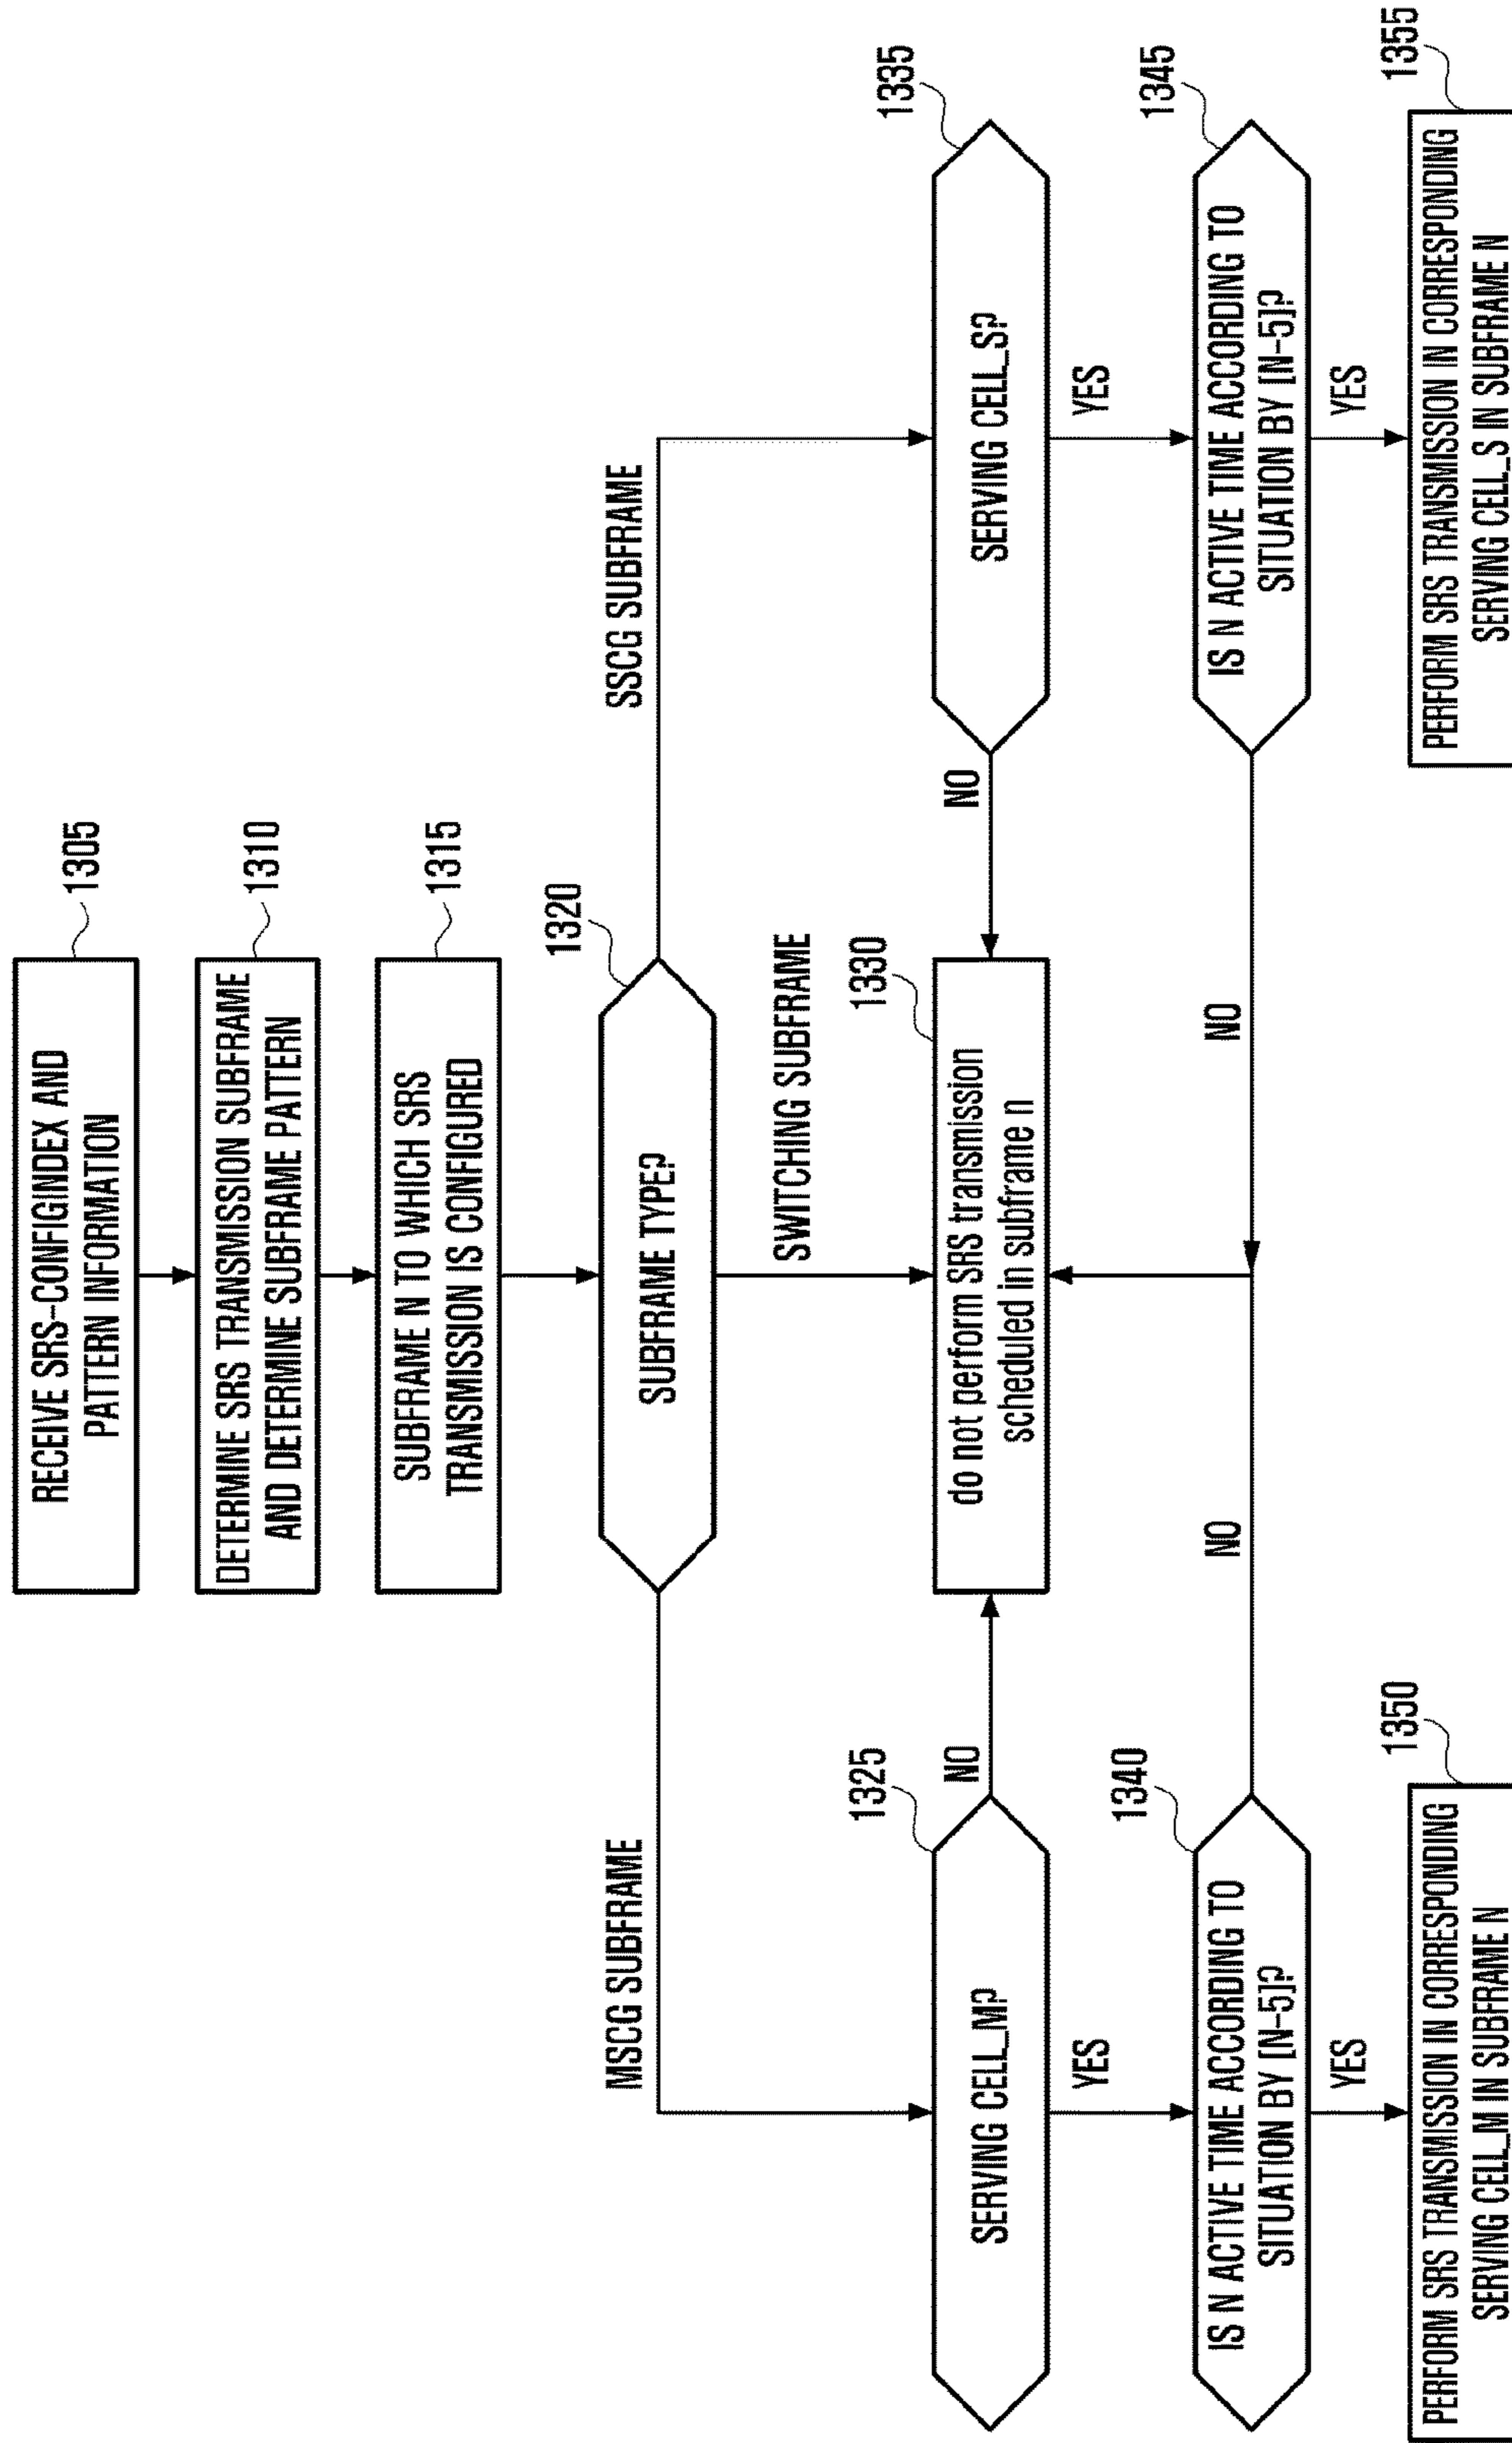 RECEIVE SRS-CONFIGINDEX AND
PATTERN INFORMATION
1305
DETERMINE SRS TRANSMISSION SUBFRAME
AND DETERMINE SUBFRAME PATTERN
1310
SUBFRAME N TO WHICH SRS
TRANSMISSION IS CONFIGURED
1315
SUBFRAME TYPE?
1320
MSCG SUBFRAME
SWITCHING SUBFRAME
SSCG SUBFRAME
SERVING CELL_M?
1325
NO
do not perform SRS transmission
scheduled in subframe n
1330
NO
SERVING CELL_S?
1335
YES
YES
IS N ACTIVE TIME ACCORDING TO
SITUATION BY [N-5]?
1340
NO
NO
IS N ACTIVE TIME ACCORDING TO
SITUATION BY [N-5]?
1345
YES
YES
PERFORM SRS TRANSMISSION IN CORRESPONDING
SERVING CELL_M IN SUBFRAME N
1350
PERFORM SRS TRANSMISSION IN CORRESPONDING
SERVING CELL_S IN SUBFRAME N
1355